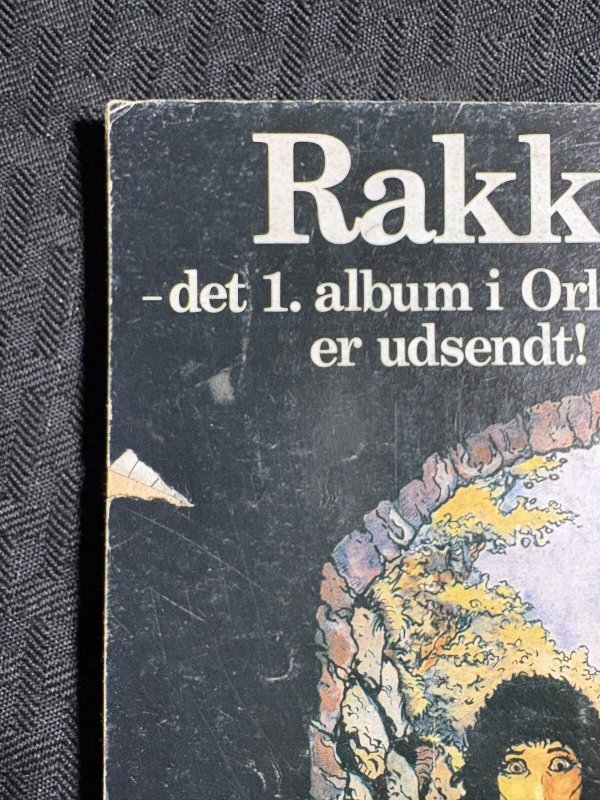 Rakk
– det 1. album i Orl
er udsendt!